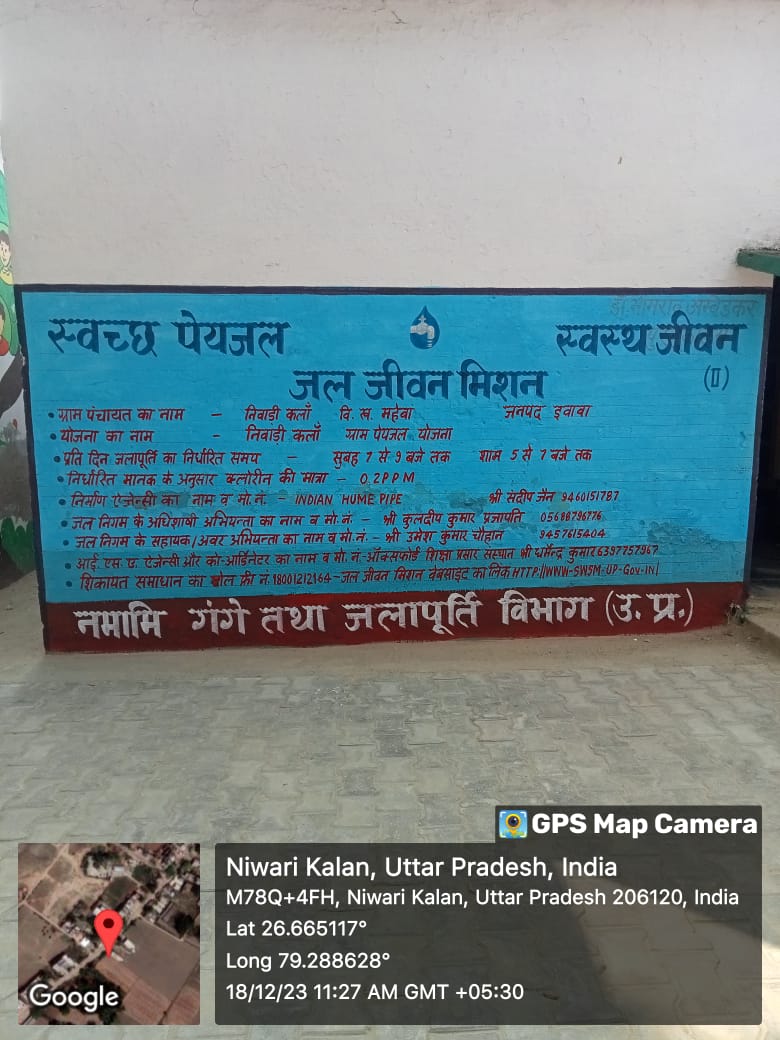 डॉ. भीमराव अम्बेडकर
स्वच्छ पेयजल स्वस्थ जीवन
जल जीवन मिशन (II)
• ग्राम पंचायत का नाम - निवाडी कलाँ वि. ख. महेवा जनपद इटावा
• योजना का नाम - निवाडी कलाँ ग्राम पेयजल योजना
• प्रति दिन जलापूर्ति का निर्धारित समय - सुबह 7 से 9 बजे तक शाम 5 से 7 बजे तक
• निर्धारित मानक के अनुसार क्लोरीन की मात्रा - 0.2 PPM
• निर्माण ऐजेन्सी का नाम व मो. नं. - INDIAN HUME PIPE श्री संदीप जैन 9460151787
• जल निगम के अधिशाषी अभियन्ता का नाम व मो.नं. - श्री कुलदीप कुमार प्रजापति 05688796776
• जल निगम के सहायक/अवर अभियन्ता का नाम व मो.नं. - श्री उमेश कुमार चौहान 9457615404
• आई. एस. ए. ऐजेन्सी और को-आर्डिनेटर का नाम व मो. नं.-ऑक्सफोर्ड शिक्षा प्रसार संस्थान श्री धर्मेन्द्र कुमार 6397757967
• शिकायत समाधान का टोल फ्री नं. 18001212164-जल जीवन मिशन वेबसाइट का लिंक HTTP||WWW-SWSM-UP-GOV-IN|
नमामि गंगे तथा जलापूर्ति विभाग (उ. प्र.)
GPS Map Camera
Niwari Kalan, Uttar Pradesh, India
M78Q+4FH, Niwari Kalan, Uttar Pradesh 206120, India
Lat 26.665117°
Long 79.288628°
18/12/23 11:27 AM GMT +05:30
Google